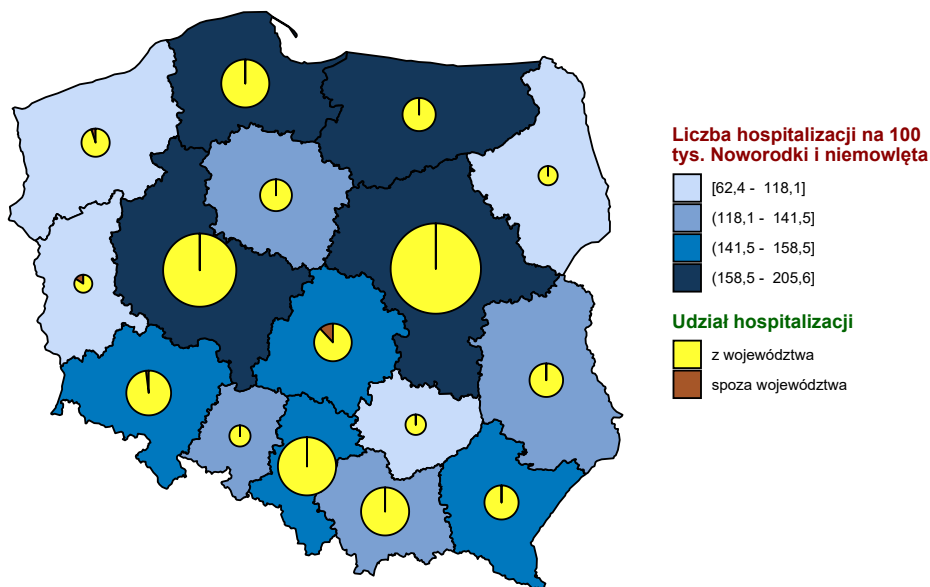 Liczba hospitalizacji na 100
tys. Noworodki i niemowlęta
[62,4 - 118,1]
(118,1 - 141,5]
(141,5 - 158,5]
(158,5 - 205,6]
Udział hospitalizacji
z województwa
spoza województwa